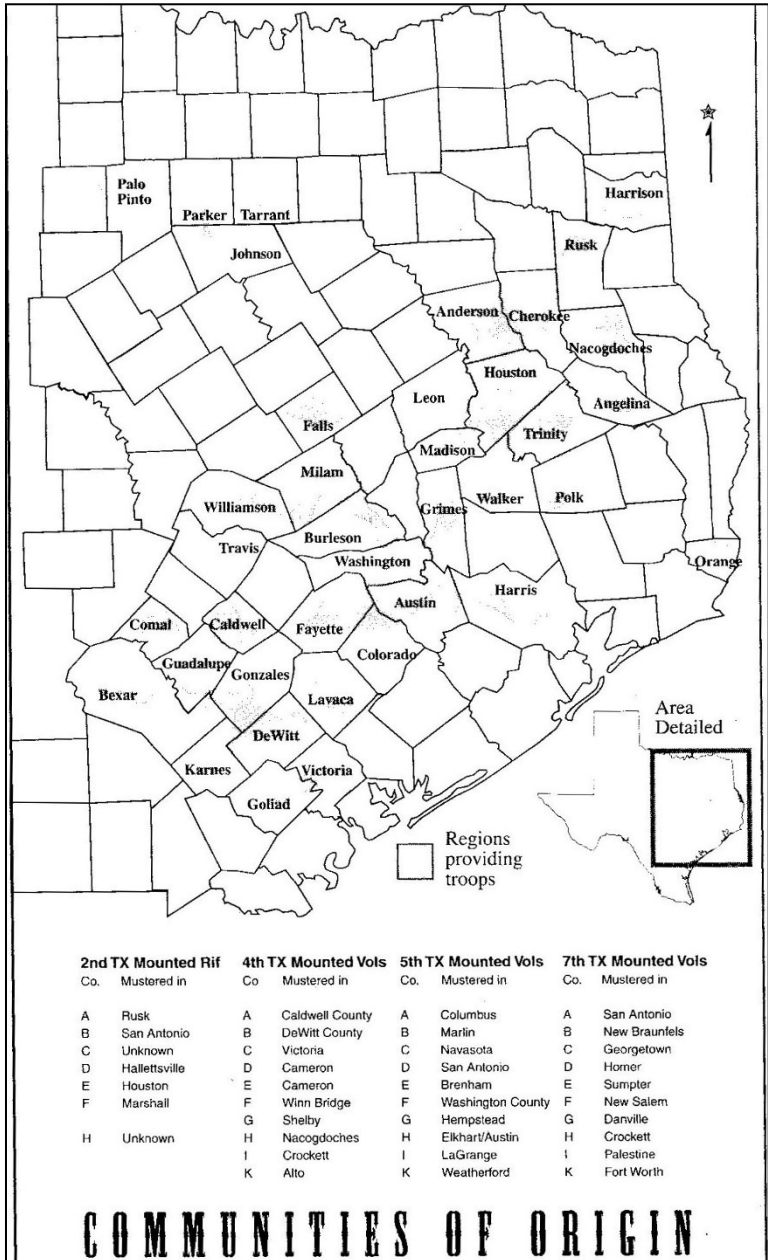 Palo
Pinto
Parker
Tarrant
Harrison
Johnson
Rusk
Anderson
Cherokee
Nacogdoches
Houston
Leon
Angelina
Falls
Trinity
Madison
Milam
Williamson
Grimes
Walker
Polk
Burleson
Travis
Washington
Orange
Harris
Austin
Comal
Caldwell
Fayette
Colorado
Guadalupe
Gonzales
Bexar
Lavaca
DeWitt
Karnes
Victoria
Goliad
Area
Detailed
Regions
providing
troops
2nd TX Mounted Rif
Co. Mustered in
A Rusk
B San Antonio
C Unknown
D Hallettsville
E Houston
F Marshall
H Unknown
4th TX Mounted Vols
Co Mustered in
A Caldwell County
B DeWitt County
C Victoria
D Cameron
E Cameron
F Winn Bridge
G Shelby
H Nacogdoches
I Crockett
K Alto
5th TX Mounted Vols
Co. Mustered in
A Columbus
B Marlin
C Navasota
D San Antonio
E Brenham
F Washington County
G Hempstead
H Elkhart/Austin
I LaGrange
K Weatherford
7th TX Mounted Vols
Co. Mustered in
A San Antonio
B New Braunfels
C Georgetown
D Homer
E Sumpter
F New Salem
G Danville
H Crockett
I Palestine
K Fort Worth
COMMUNITIES OF ORIGIN